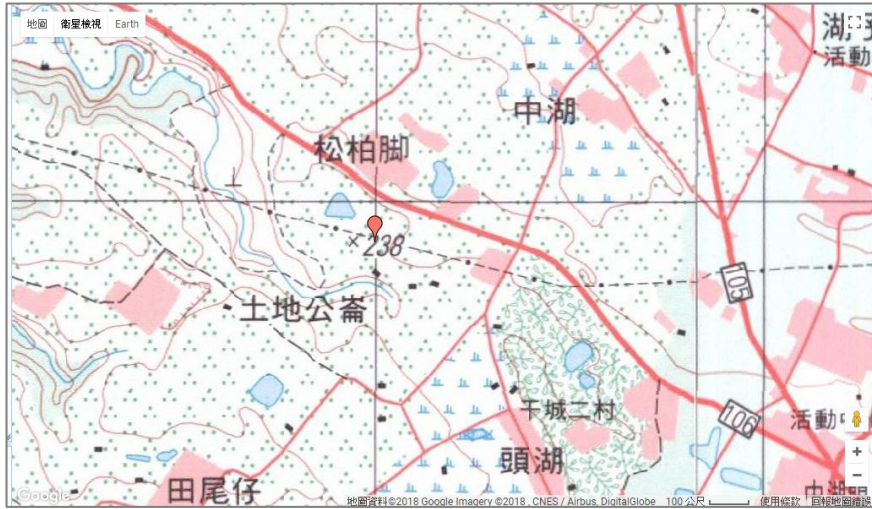 地圖 衛星檢視 Earth
湖
活動
中湖
松柏脚
238
土地公崙
105
干城二村
106
活動中
頭湖
田尾仔
中湖頭
Google
地圖資料©2018 Google Imagery ©2018 , CNES / Airbus, DigitalGlobe 100 公尺 使用條款 回報地圖錯誤